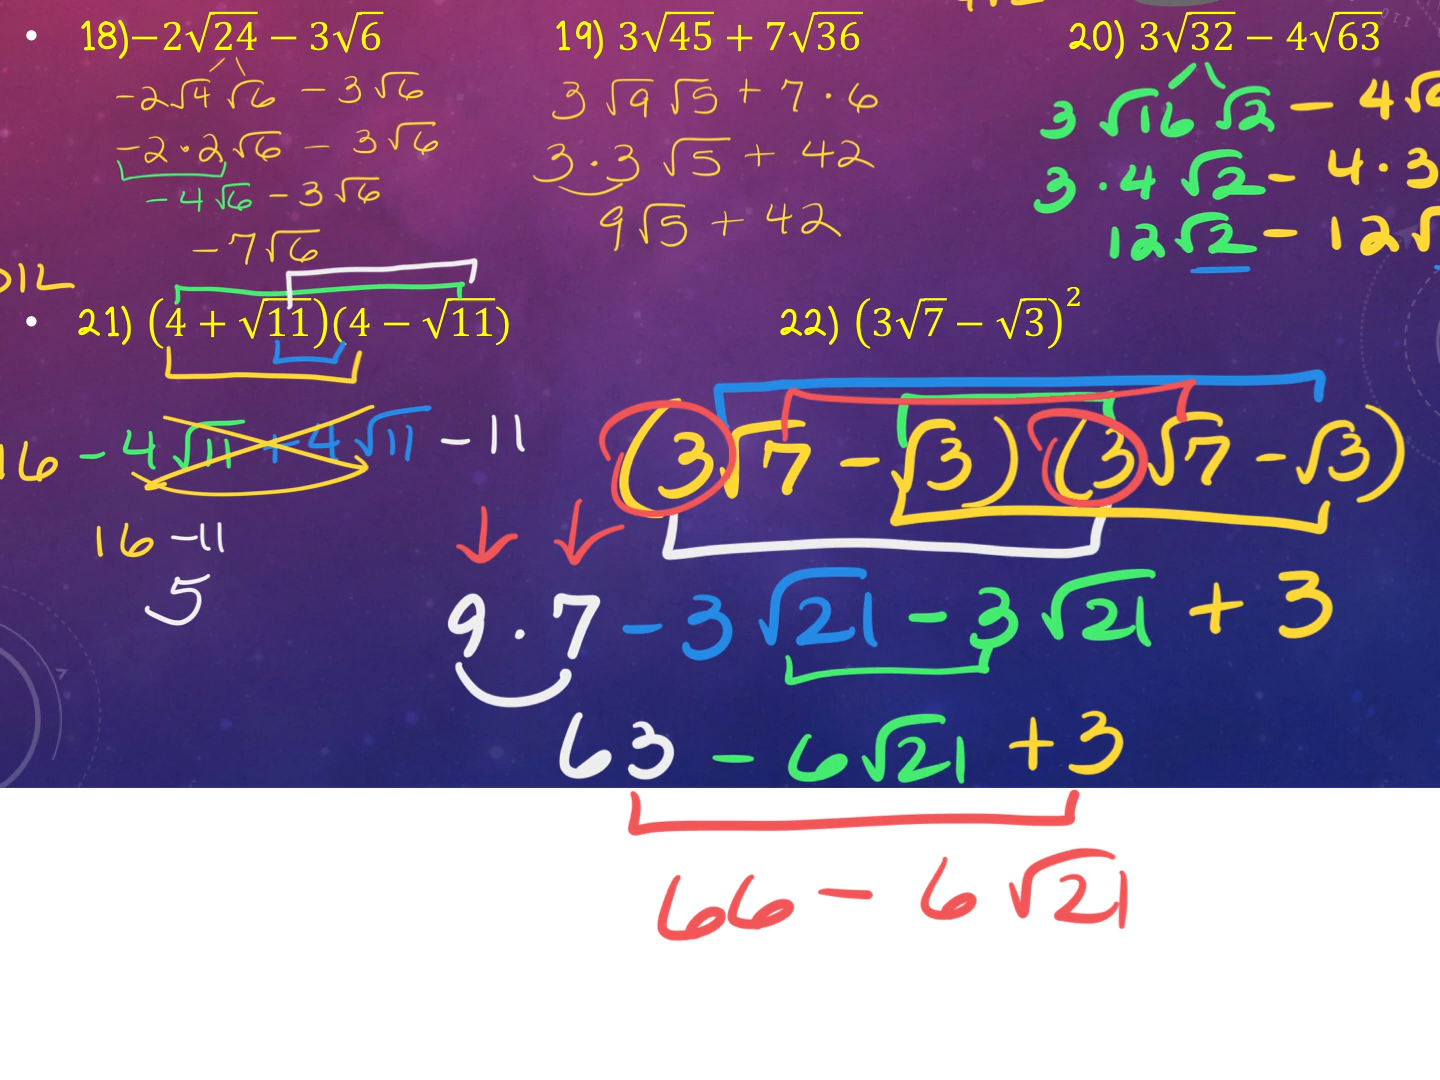 18) −2√24 − 3√6
-2√4 √6 - 3√6
-2·2√6 - 3√6
-4√6 - 3√6
-7√6
19) 3√45 + 7√36
3√9 √5 + 7·6
3·3√5 + 42
9√5 + 42
20) 3√32 − 4√63
3√16 √2 - 4√
3·4√2 - 4·3
12√2 - 12√
21) (4 + √11)(4 − √11)
16 - 4√11 + 4√11 - 11
16 - 11
5
22) (3√7 − √3)²
(3√7 - √3)(3√7 - √3)
9·7 - 3√21 - 3√21 + 3
63 - 6√21 + 3
66 - 6√21